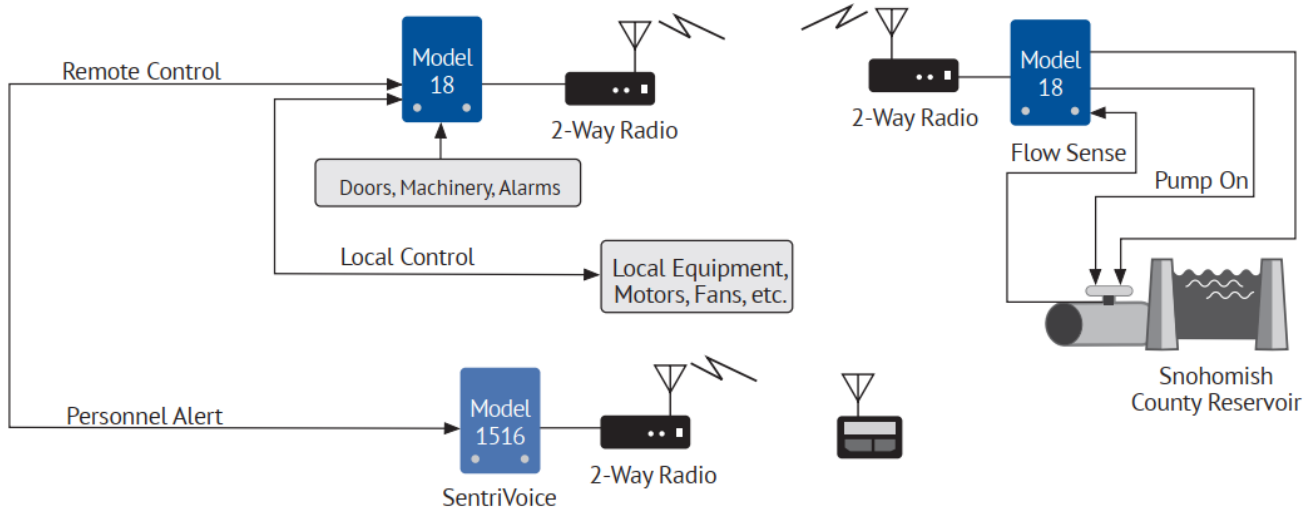 Remote Control
Model
18
2-Way Radio
Doors, Machinery, Alarms
Local Control
Local Equipment,
Motors, Fans, etc.
2-Way Radio
Model
18
Flow Sense
Pump On
Snohomish
County Reservoir
Personnel Alert
Model
1516
SentriVoice
2-Way Radio